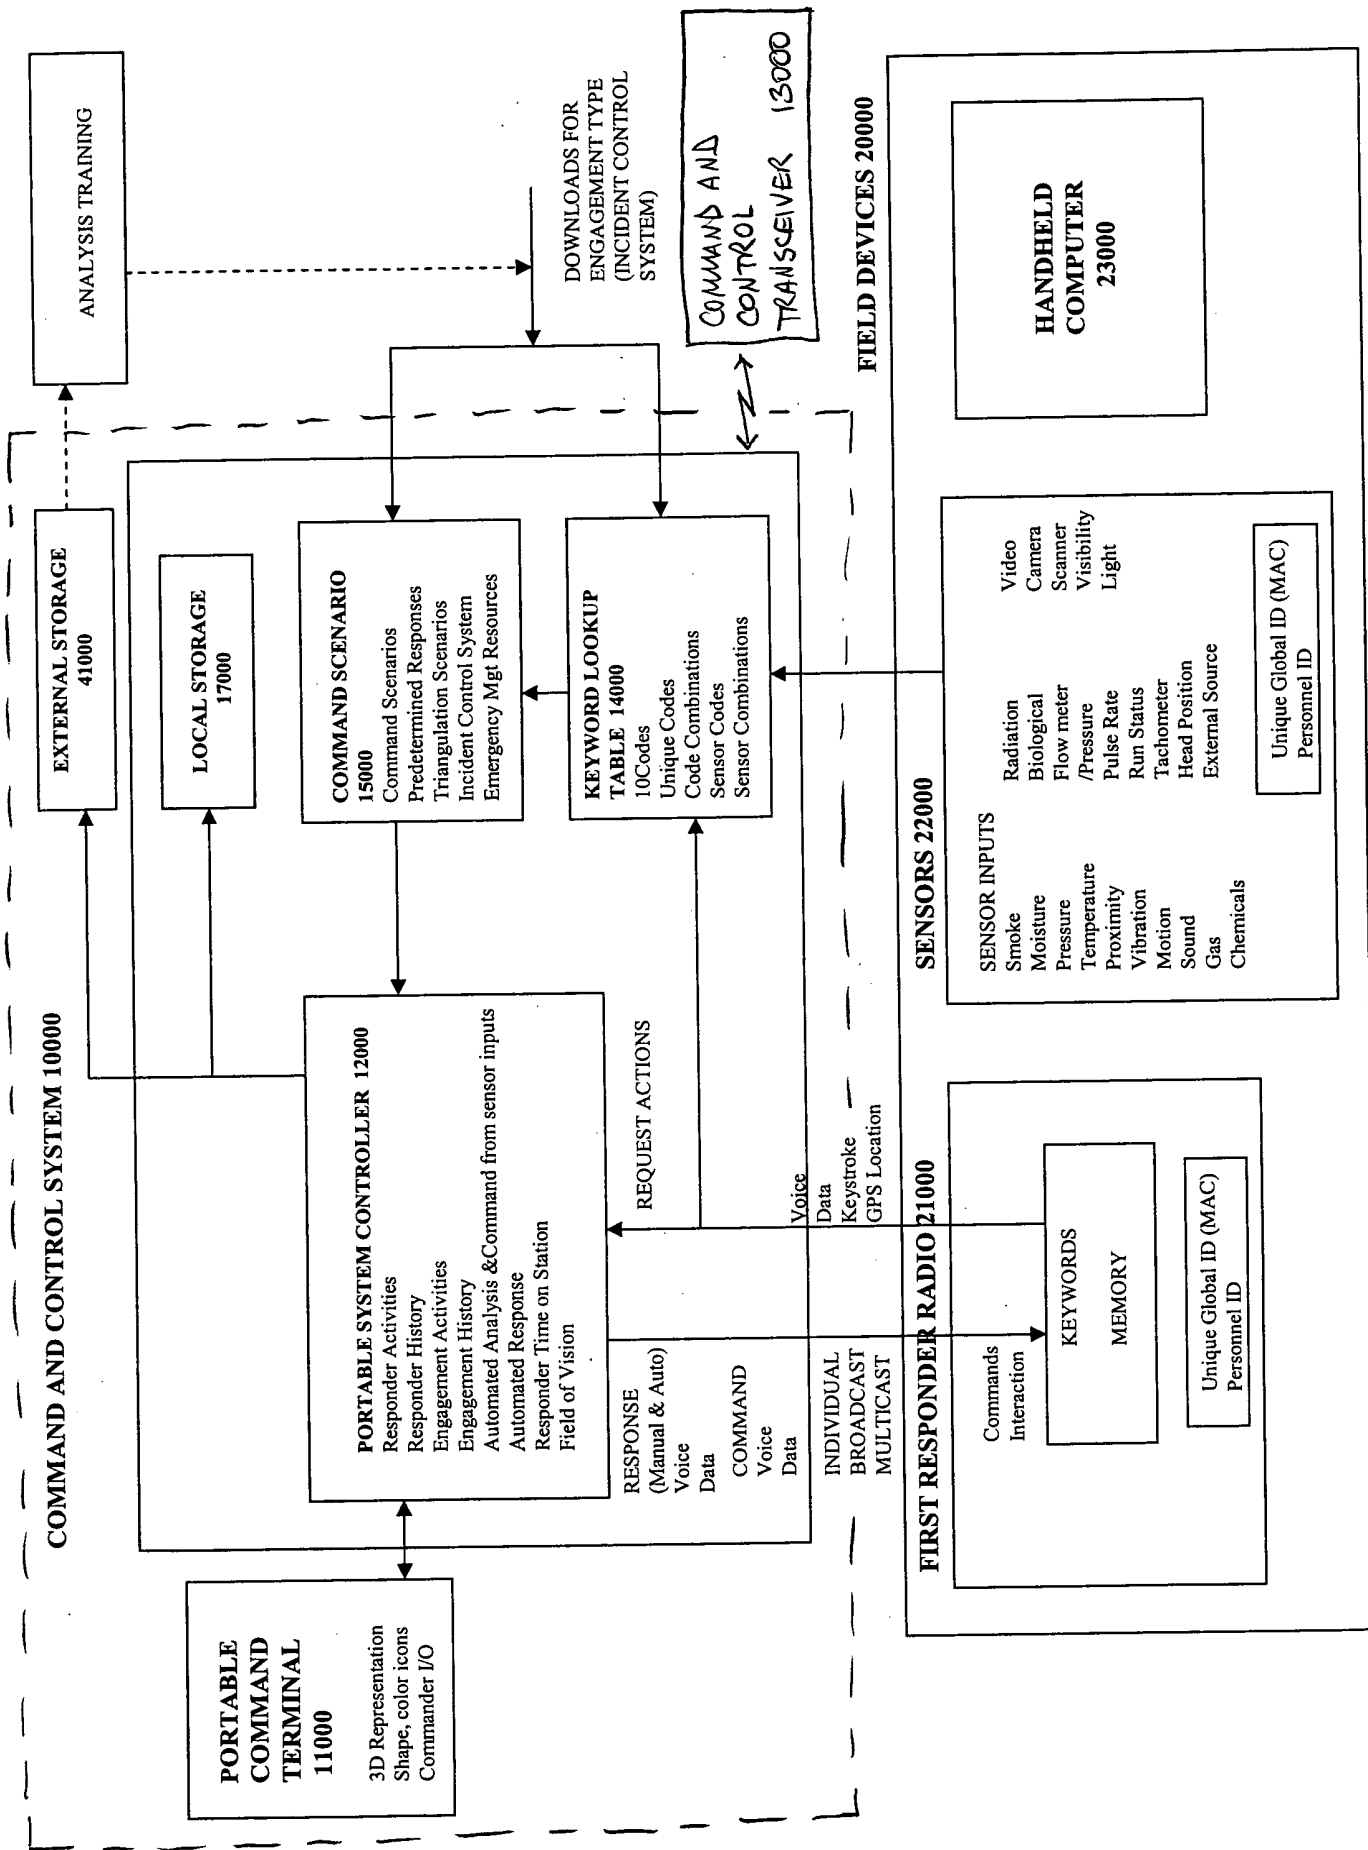 COMMAND AND CONTROL SYSTEM 10000
PORTABLE
COMMAND
TERMINAL
11000
3D Representation
Shape, color icons
Commander I/O
PORTABLE SYSTEM CONTROLLER 12000
Responder Activities
Responder History
Engagement Activities
Engagement History
Automated Analysis &Command from sensor inputs
Automated Response
Responder Time on Station
Field of Vision
EXTERNAL STORAGE
41000
LOCAL STORAGE
17000
ANALYSIS TRAINING
COMMAND SCENARIO
15000
Command Scenarios
Predetermined Responses
Triangulation Scenarios
Incident Control System
Emergency Mgt Resources
KEYWORD LOOKUP
TABLE 14000
10Codes
Unique Codes
Code Combinations
Sensor Codes
Sensor Combinations
DOWNLOADS FOR
ENGAGEMENT TYPE
(INCIDENT CONTROL
SYSTEM)
COMMAND AND
CONTROL
TRANSCEIVER 13000
RESPONSE
(Manual & Auto)
Voice
Data
COMMAND
Voice
Data
INDIVIDUAL
BROADCAST
MULTICAST
REQUEST ACTIONS
Voice
Data
Keystroke
GPS Location
FIELD DEVICES 20000
FIRST RESPONDER RADIO 21000
Commands
Interaction
KEYWORDS
MEMORY
Unique Global ID (MAC)
Personnel ID
SENSORS 22000
SENSOR INPUTS
Smoke
Moisture
Pressure
Temperature
Proximity
Vibration
Motion
Sound
Gas
Chemicals
Radiation
Biological
Flow meter
/Pressure
Pulse Rate
Run Status
Tachometer
Head Position
External Source
Video
Camera
Scanner
Visibility
Light
Unique Global ID (MAC)
Personnel ID
HANDHELD
COMPUTER
23000